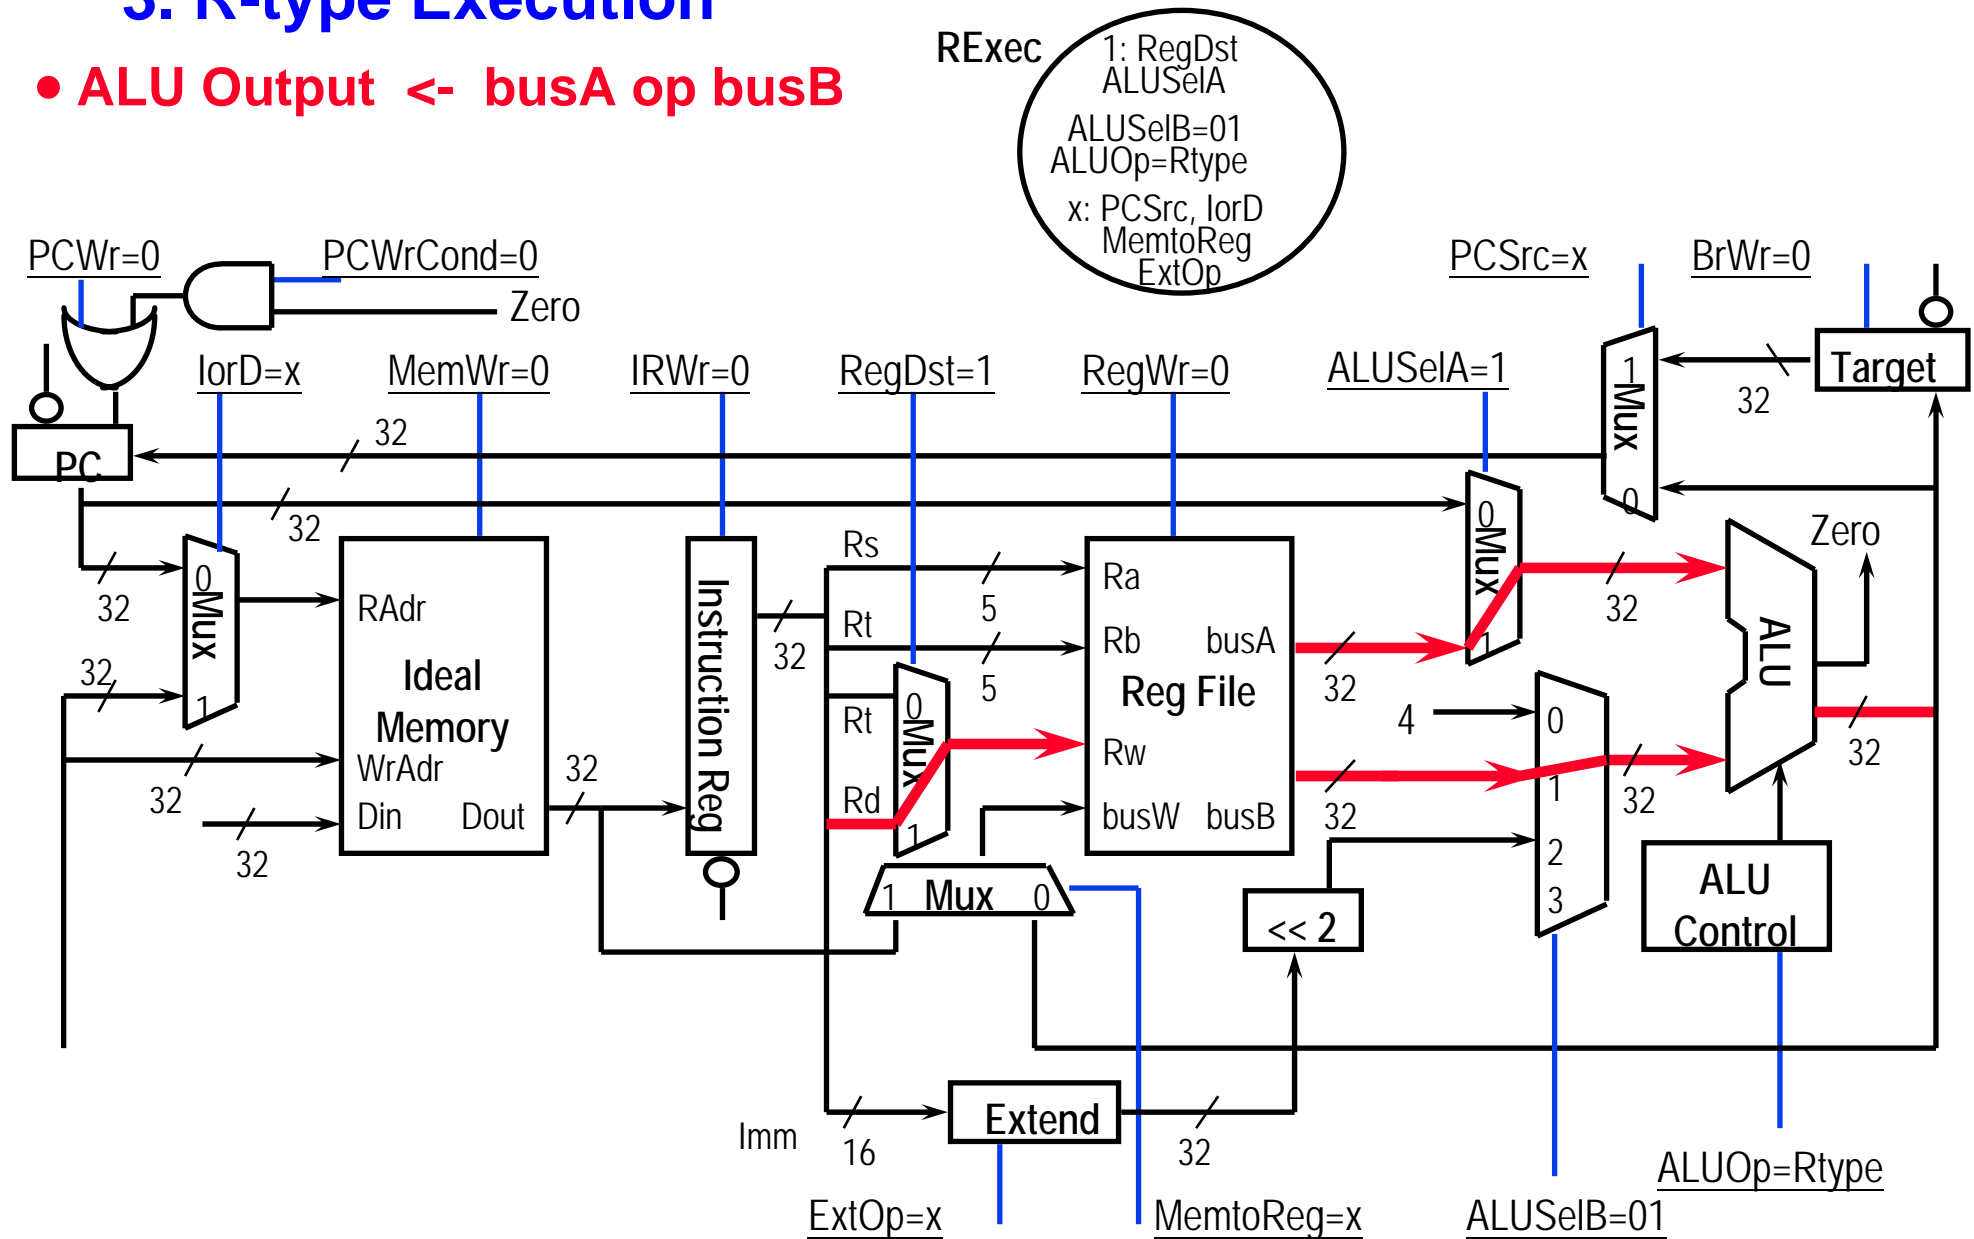 3. R-type Execution
• ALU Output <- busA op busB
RExec
1: RegDst
ALUSelA
ALUSelB=01
ALUOp=Rtype
x: PCSrc, IorD
MemtoReg
ExtOp
PCWr=0
PCWrCond=0
PCSrc=x
BrWr=0
Zero
IorD=x
MemWr=0
IRWr=0
RegDst=1
RegWr=0
ALUSelA=1
1
Mux
0
32
Target
PC
32
32
0
Mux
1
32
32
32
32
RAdr
Ideal
Memory
WrAdr
Din
Dout
32
Instruction Reg
32
Rs
Rt
5
5
Rt
Rd
0
Mux
1
Ra
Rb
busA
Reg File
Rw
busW
busB
32
32
0
Mux
1
32
4
0
1
2
3
32
ALU
Zero
32
1
Mux
0
<< 2
ALU
Control
Imm
16
Extend
32
ExtOp=x
MemtoReg=x
ALUSelB=01
ALUOp=Rtype